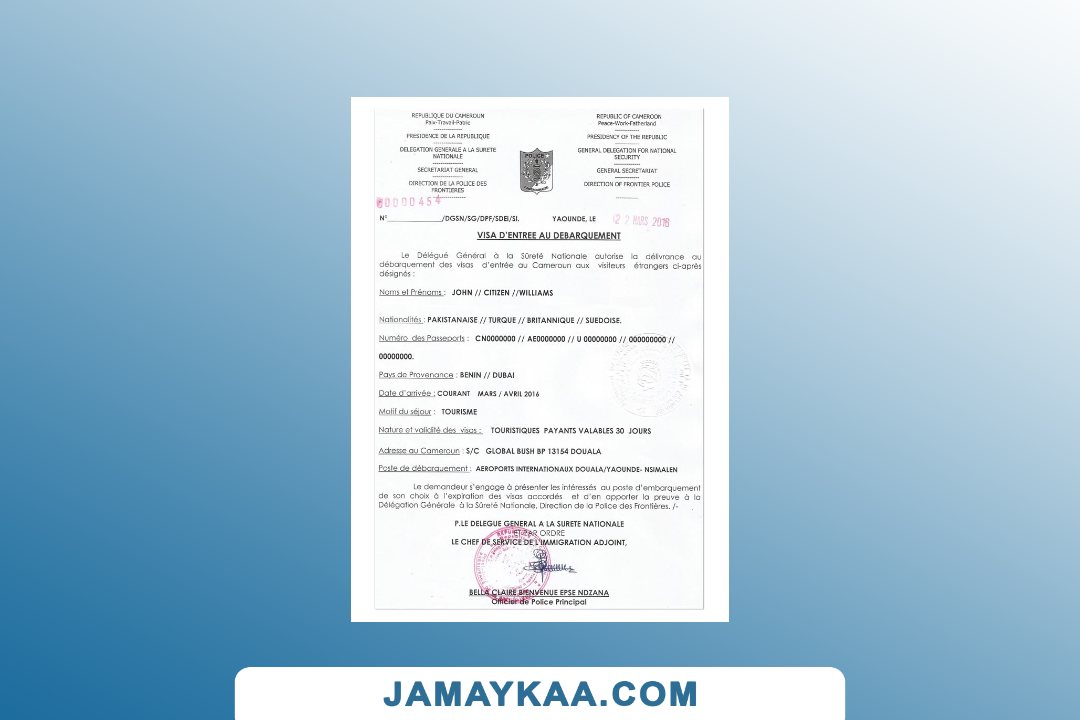 REPUBLIQUE DU CAMEROUN
Paix-Travail-Patrie
PRESIDENCE DE LA REPUBLIQUE
DELEGATION GENERALE A LA SURETE
NATIONALE
SECRETARIAT GENERAL
DIRECTION DE LA POLICE DES
FRONTIERES
REPUBLIC OF CAMEROON
Peace-Work-Fatherland
PRESIDENCY OF THE REPUBLIC
GENERAL DELEGATION FOR NATIONAL
SECURITY
GENERAL SECRETARIAT
DIRECTION OF FRONTIER POLICE
POLICE
00000454
N°______________/DGSN/SG/DPF/SDEI/SI. YAOUNDE, LE 22 MARS 2016
VISA D'ENTREE AU DEBARQUEMENT
Le Délégué Général à la Sûreté Nationale autorise la délivrance au
débarquement des visas d'entrée au Cameroun aux visiteurs étrangers ci-après
désignés :
Noms et Prénoms : JOHN // CITIZEN //WILLIAMS
Nationalités : PAKISTANAISE // TURQUE // BRITANNIQUE // SUEDOISE.
Numéro des Passeports : CN0000000 // AE0000000 // U 00000000 // 000000000 //
00000000.
Pays de Provenance : BENIN // DUBAI
Date d'arrivée : COURANT MARS / AVRIL 2016
Motif du séjour : TOURISME
Nature et validité des visas : TOURISTIQUES PAYANTS VALABLES 30 JOURS
Adresse au Cameroun : S/C GLOBAL BUSH BP 13154 DOUALA
Poste de débarquement : AEROPORTS INTERNATIONAUX DOUALA/YAOUNDE- NSIMALEN
Le demandeur s'engage à présenter les intéressés au poste d'embarquement
de son choix à l'expiration des visas accordés et d'en apporter la preuve à la
Délégation Générale à la Sûreté Nationale, Direction de la Police des Frontières. /-
P.LE DELEGUE GENERAL A LA SURETE NATIONALE
ET PAR ORDRE
LE CHEF DE SERVICE DE L'IMMIGRATION ADJOINT,
BELLA CLAIRE BIENVENUE EPSE NDZANA
Officier de Police Principal
JAMAYKAA.COM